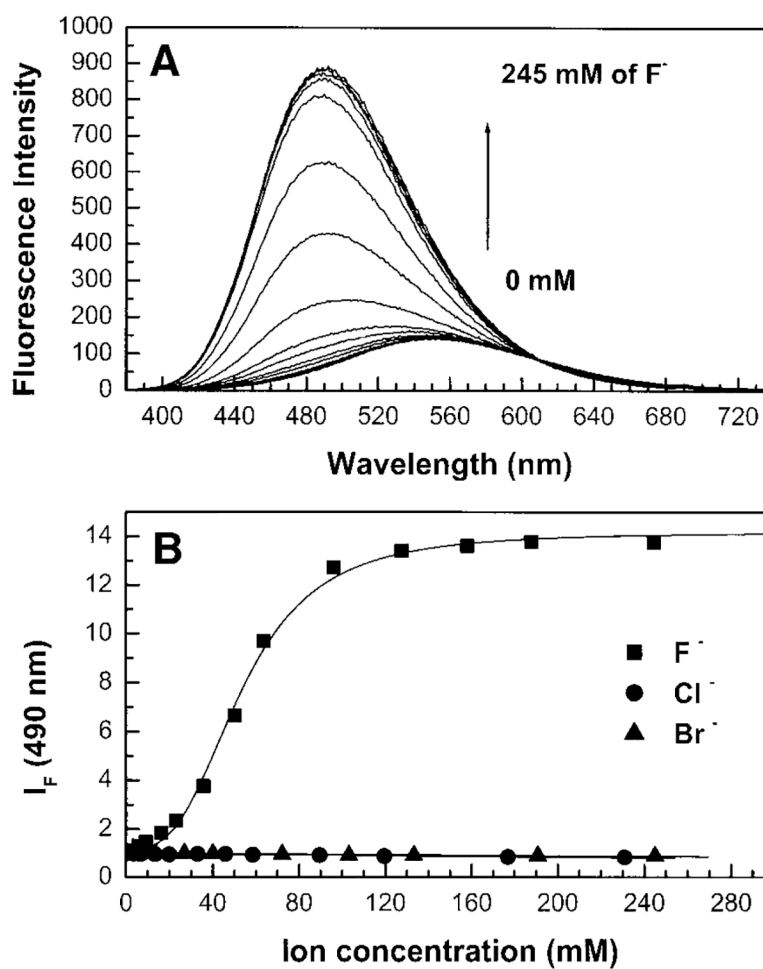 A
245 mM of F⁻
0 mM
Fluorescence Intensity
1000
900
800
700
600
500
400
300
200
100
0
400 440 480 520 560 600 640 680 720
Wavelength (nm)
B
I_F (490 nm)
14
12
10
8
6
4
2
0
F⁻
Cl⁻
Br⁻
0 40 80 120 160 200 240 280
Ion concentration (mM)